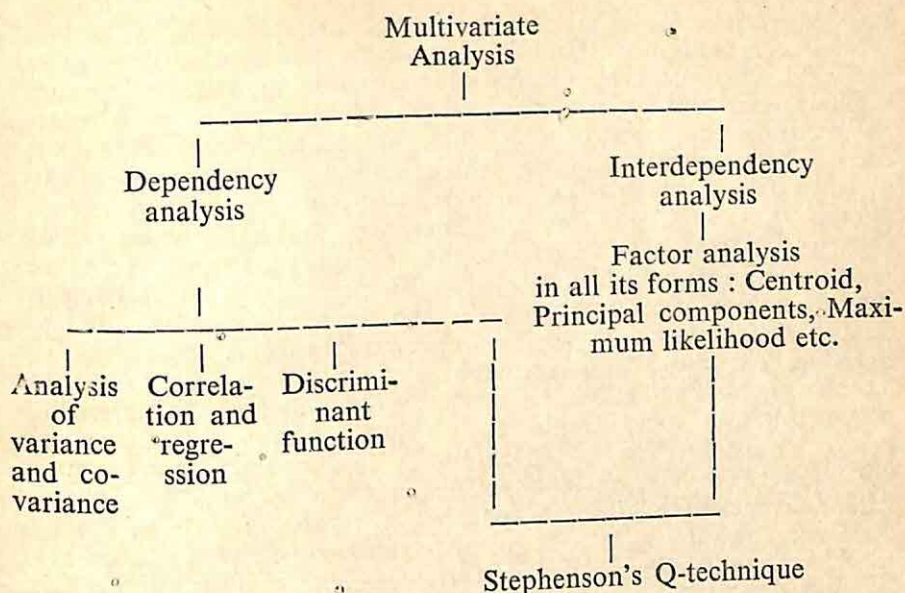 Multivariate
Analysis
Dependency
analysis
Interdependency
analysis
Factor analysis
in all its forms : Centroid,
Principal components, Maxi-
mum likelihood etc.
Analysis
of
variance
and co-
variance
Correla-
tion and
regre-
ssion
Discrimi-
nant
function
Stephenson's Q-technique